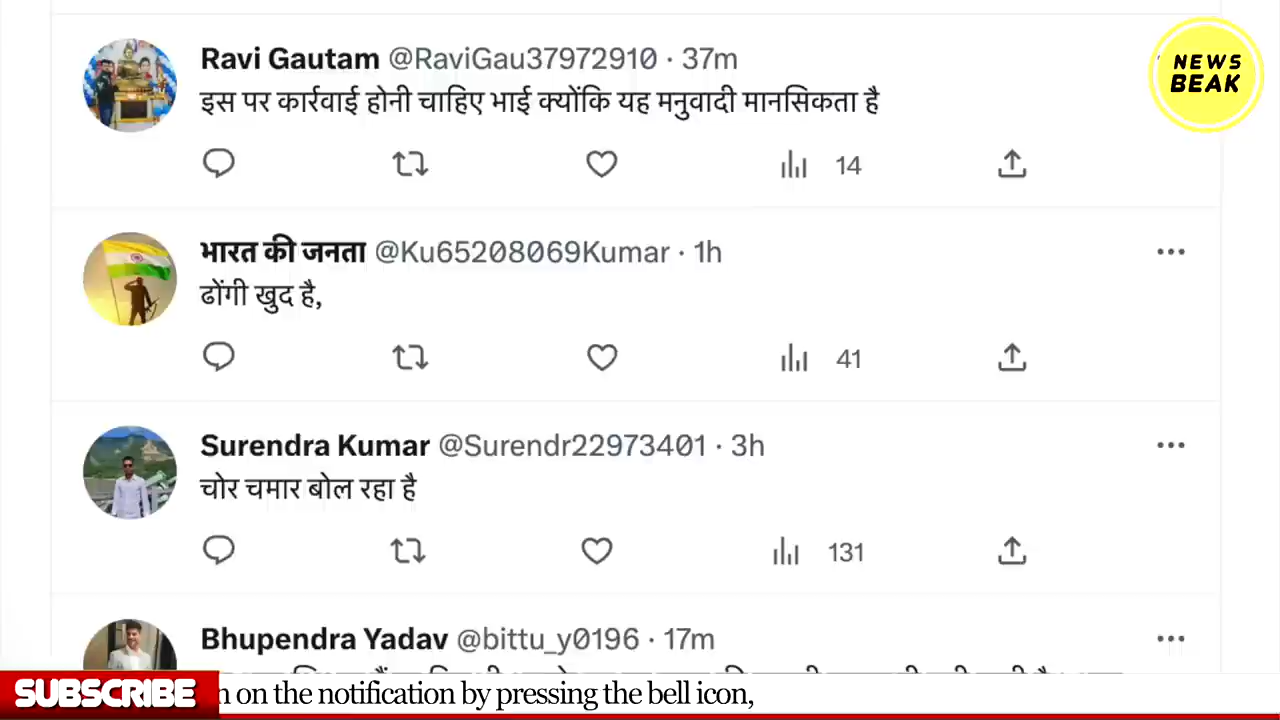 NEWS
BEAK
Ravi Gautam @RaviGau37972910 · 37m
इस पर कार्रवाई होनी चाहिए भाई क्योंकि यह मनुवादी मानसिकता है
14
भारत की जनता @Ku65208069Kumar · 1h
ढोंगी खुद है,
41
Surendra Kumar @Surendr22973401 · 3h
चोर चमार बोल रहा है
131
Bhupendra Yadav @bittu_y0196 · 17m
SUBSCRIBE on the notification by pressing the bell icon,